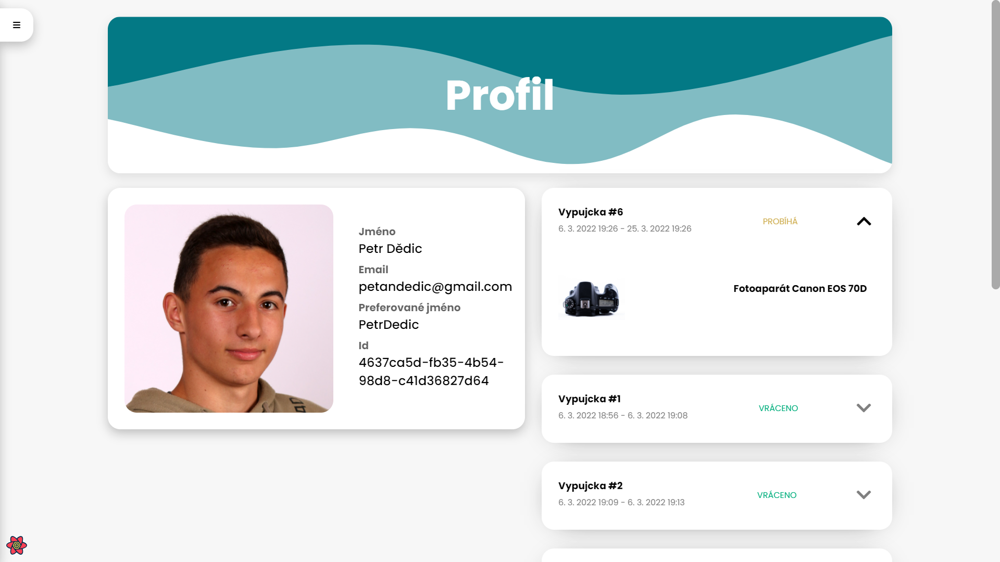 Profil
Jméno
Petr Dědic
Email
petandedic@gmail.com
Preferované jméno
PetrDedic
Id
4637ca5d-fb35-4b54-
98d8-c41d36827d64
Vypujcka #6
6. 3. 2022 19:26 - 25. 3. 2022 19:26
PROBÍHÁ
Fotoaparát Canon EOS 70D
Vypujcka #1
6. 3. 2022 18:56 - 6. 3. 2022 19:08
VRÁCENO
Vypujcka #2
6. 3. 2022 19:09 - 6. 3. 2022 19:13
VRÁCENO